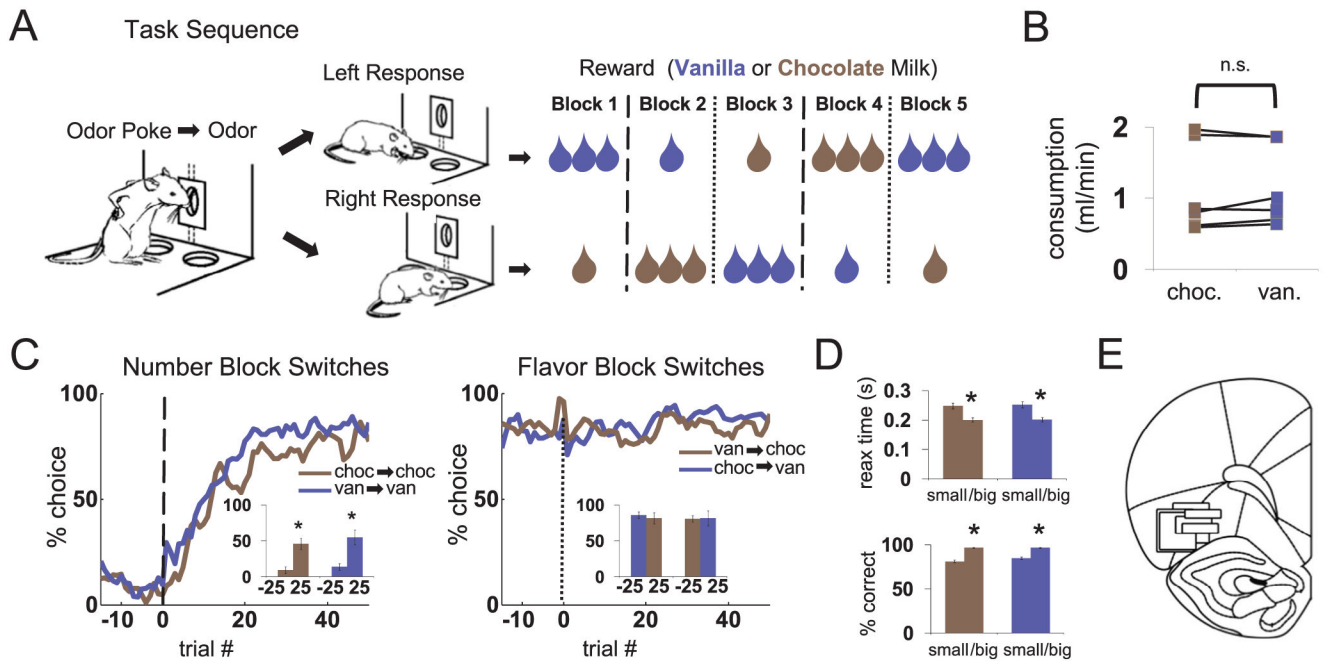 A
Task Sequence
Odor Poke → Odor
Left Response
Right Response
Reward (Vanilla or Chocolate Milk)
Block 1 Block 2 Block 3 Block 4 Block 5
B
n.s.
consumption
(ml/min)
2
1
0
choc. van.
C
Number Block Switches
% choice
100
50
0
-10 0 20 40
trial #
choc → choc
van → van
100
50
0
* *
-25 25 -25 25
Flavor Block Switches
% choice
100
50
0
-10 0 20 40
trial #
van → choc
choc → van
100
50
0
-25 25 -25 25
D
reax time (s)
0.3
0.2
0.1
0
* *
small/big small/big
% correct
100
50
0
* *
small/big small/big
E